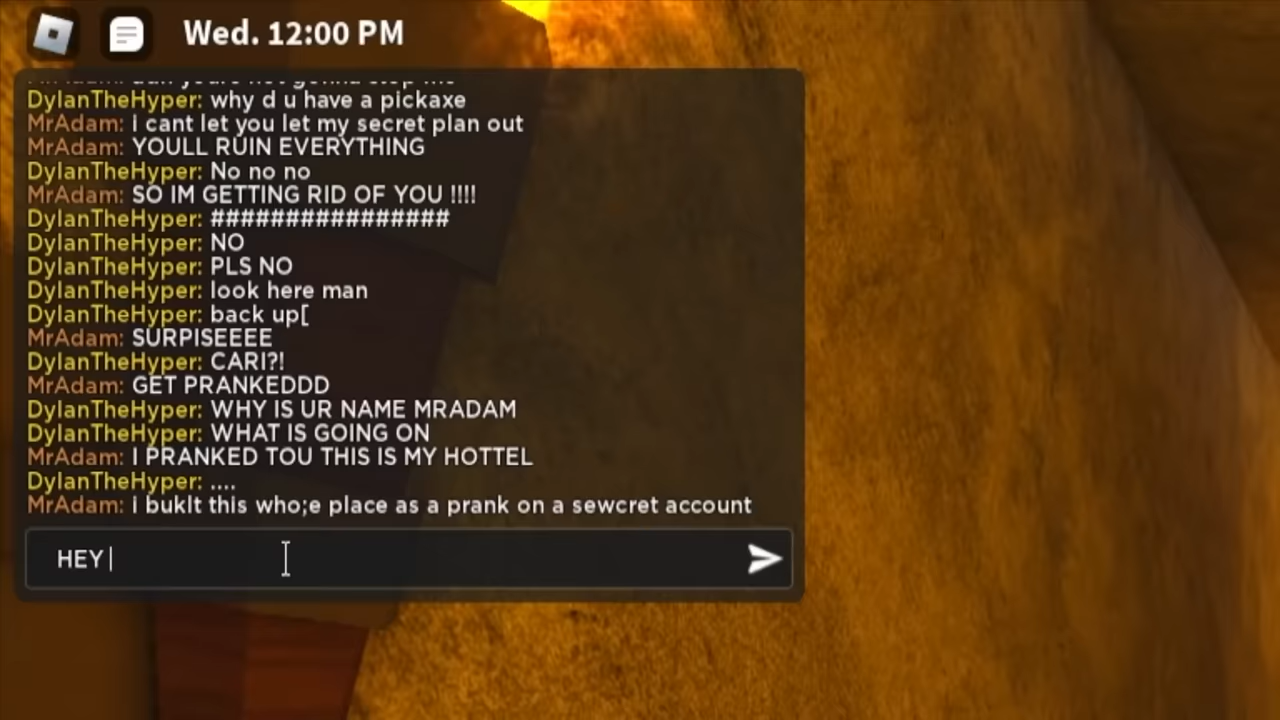 Wed. 12:00 PM
DylanTheHyper: why d u have a pickaxe
MrAdam: i cant let you let my secret plan out
MrAdam: YOULL RUIN EVERYTHING
DylanTheHyper: No no no
MrAdam: SO IM GETTING RID OF YOU !!!!
DylanTheHyper: ################
DylanTheHyper: NO
DylanTheHyper: PLS NO
DylanTheHyper: look here man
DylanTheHyper: back up[
MrAdam: SURPISEEEE
DylanTheHyper: CARI?!
MrAdam: GET PRANKEDDD
DylanTheHyper: WHY IS UR NAME MRADAM
DylanTheHyper: WHAT IS GOING ON
MrAdam: I PRANKED TOU THIS IS MY HOTTEL
DylanTheHyper: ....
MrAdam: i buklt this who;e place as a prank on a sewcret account
HEY